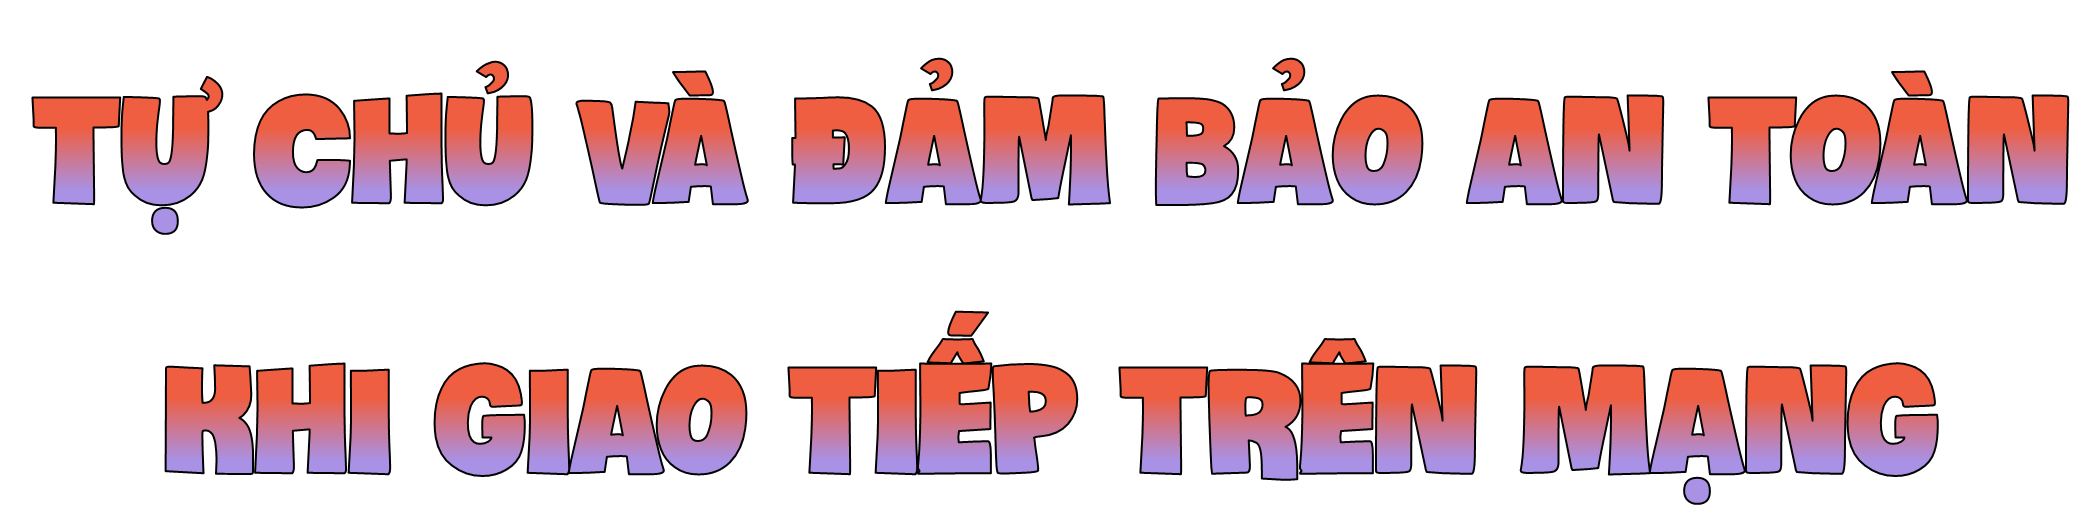 TỰ CHỦ VÀ ĐẢM BẢO AN TOÀN
KHI GIAO TIẾP TRÊN MẠNG